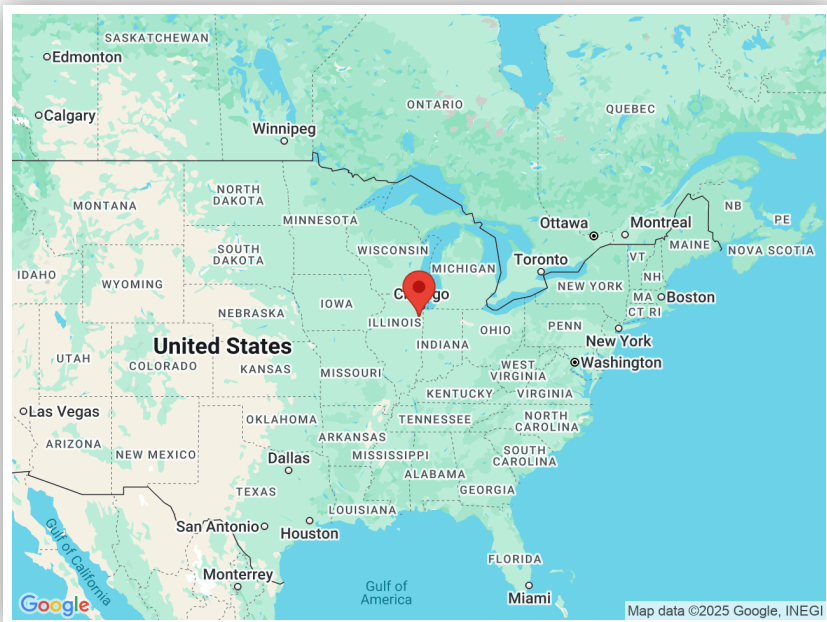 SASKATCHEWAN
Edmonton
ONTARIO
QUEBEC
Calgary
Winnipeg
NORTH
DAKOTA
MONTANA
MINNESOTA
NB
PE
Ottawa
Montreal
MAINE
NOVA SCOTIA
SOUTH
DAKOTA
WISCONSIN
VT
Toronto
MICHIGAN
IDAHO
WYOMING
NH
NEW YORK
MA
Boston
IOWA
NEBRASKA
CT RI
ILLINOIS
OHIO
PENN
New York
United States
INDIANA
UTAH
COLORADO
KANSAS
MISSOURI
WEST
VIRGINIA
Washington
KENTUCKY
VIRGINIA
Las Vegas
OKLAHOMA
TENNESSEE
NORTH
CAROLINA
ARIZONA
ARKANSAS
NEW MEXICO
MISSISSIPPI
SOUTH
CAROLINA
Dallas
ALABAMA
TEXAS
GEORGIA
LOUISIANA
San Antonio
Houston
Gulf of
California
FLORIDA
Monterrey
Gulf of
America
Miami
Google
Map data ©2025 Google, INEGI